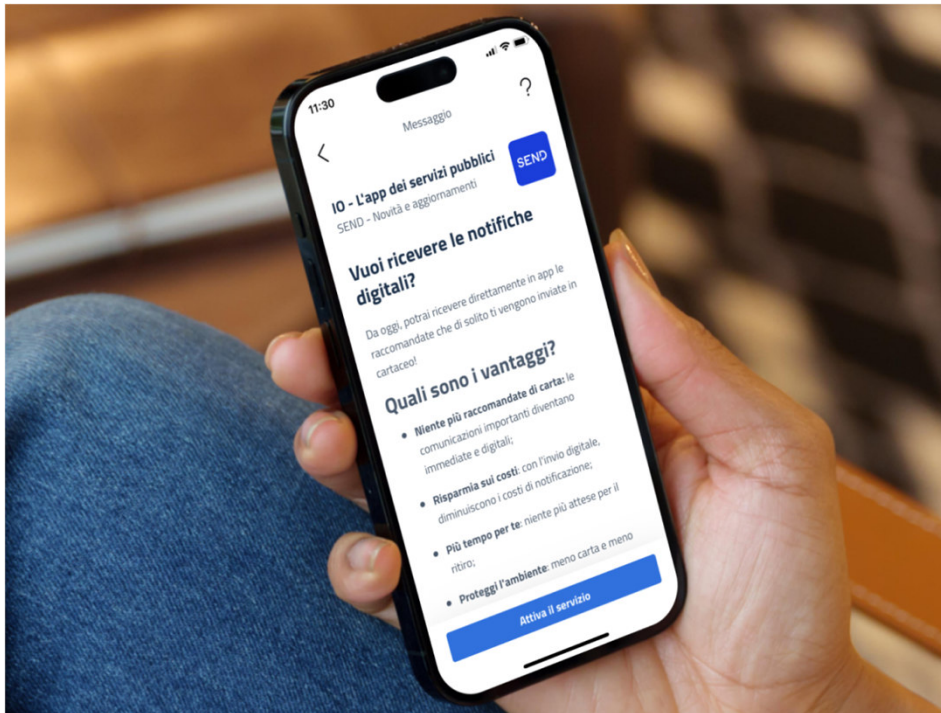 11:30
Messaggio
IO - L'app dei servizi pubblici
SEND - Novità e aggiornamenti
SEND
Vuoi ricevere le notifiche
digitali?
Da oggi, potrai ricevere direttamente in app le
raccomandate che di solito ti vengono inviate in
cartaceo!
Quali sono i vantaggi?
• Niente più raccomandate di carta: le
comunicazioni importanti diventano
immediate e digitali;
• Risparmia sui costi: con l'invio digitale,
diminuiscono i costi di notificazione;
• Più tempo per te: niente più attese per il
ritiro;
• Proteggi l'ambiente: meno carta e meno
Attiva il servizio